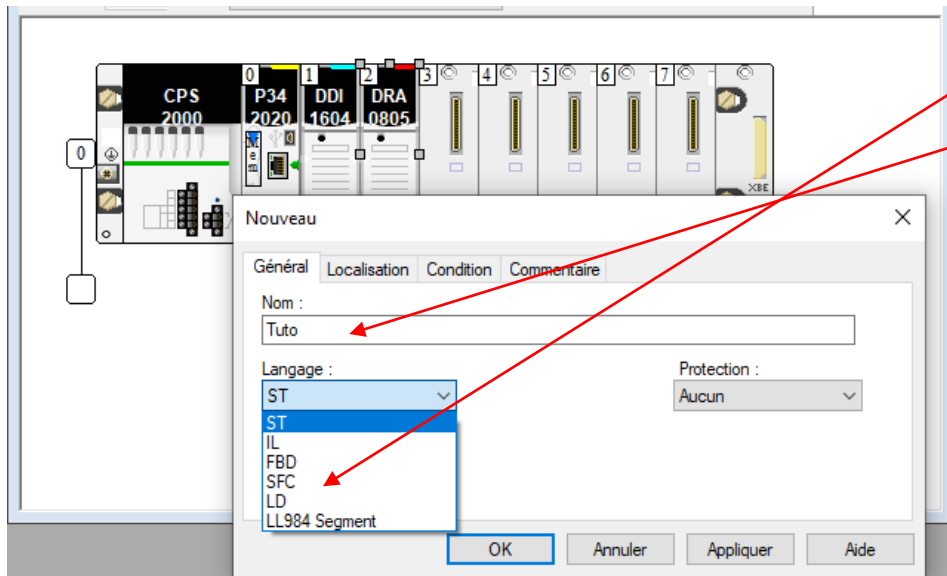 0 1 2 3 4 5 6 7
CPS P34 DDI DRA
2000 2020 1604 0805
Mem
0
XBE
Nouveau
Général Localisation Condition Commentaire
Nom :
Tuto
Langage : Protection :
ST Aucun
ST
IL
FBD
SFC
LD
LL984 Segment
OK Annuler Appliquer Aide